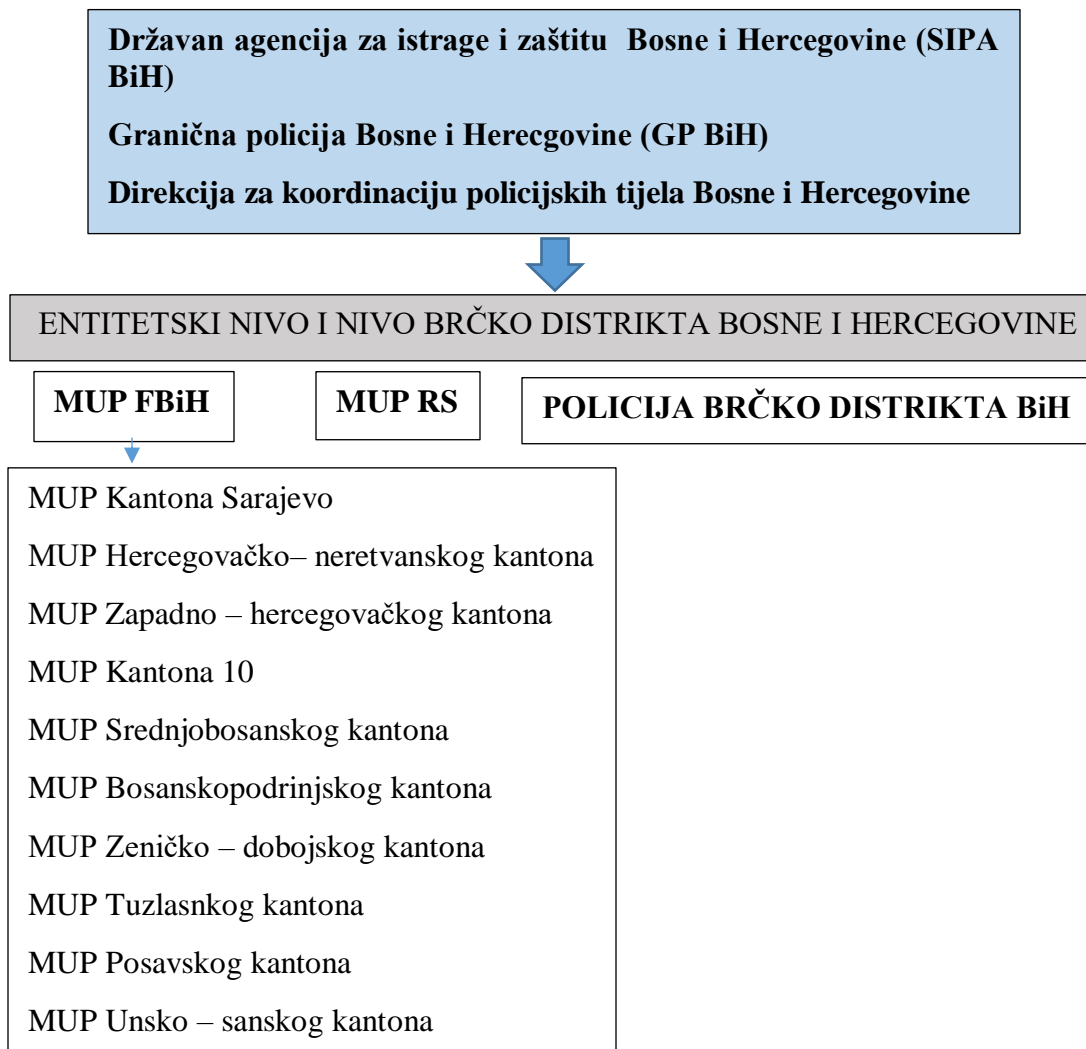 Državan agencija za istrage i zaštitu Bosne i Hercegovine (SIPA
BiH)
Granična policija Bosne i Herecgovine (GP BiH)
Direkcija za koordinaciju policijskih tijela Bosne i Hercegovine
ENTITETSKI NIVO I NIVO BRČKO DISTRIKTA BOSNE I HERCEGOVINE
MUP FBiH
MUP RS
POLICIJA BRČKO DISTRIKTA BiH
MUP Kantona Sarajevo
MUP Hercegovačko– neretvanskog kantona
MUP Zapadno – hercegovačkog kantona
MUP Kantona 10
MUP Srednjobosanskog kantona
MUP Bosanskopodrinjskog kantona
MUP Zeničko – dobojskog kantona
MUP Tuzlasnkog kantona
MUP Posavskog kantona
MUP Unsko – sanskog kantona